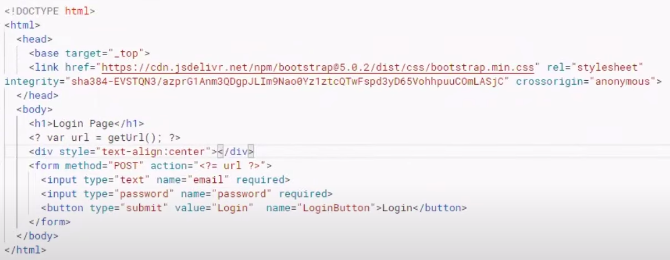 <!DOCTYPE html>
<html>
<head>
<base target="_top">
<link href="https://cdn.jsdelivr.net/npm/bootstrap@5.0.2/dist/css/bootstrap.min.css" rel="stylesheet"
integrity="sha384-EVSTQN3/azprG1Anm3QDgpJLIm9Nao0Yz1ztcQTwFspd3yD65VohhpuuCOmLASjC" crossorigin="anonymous">
</head>
<body>
<h1>Login Page</h1>
<? var url = getUrl(); ?>
<div style="text-align:center"></div>
<form method="POST" action="<?= url ?>">
<input type="text" name="email" required>
<input type="password" name="password" required>
<button type="submit" value="Login"  name="LoginButton">Login</button>
</form>
</body>
</html>